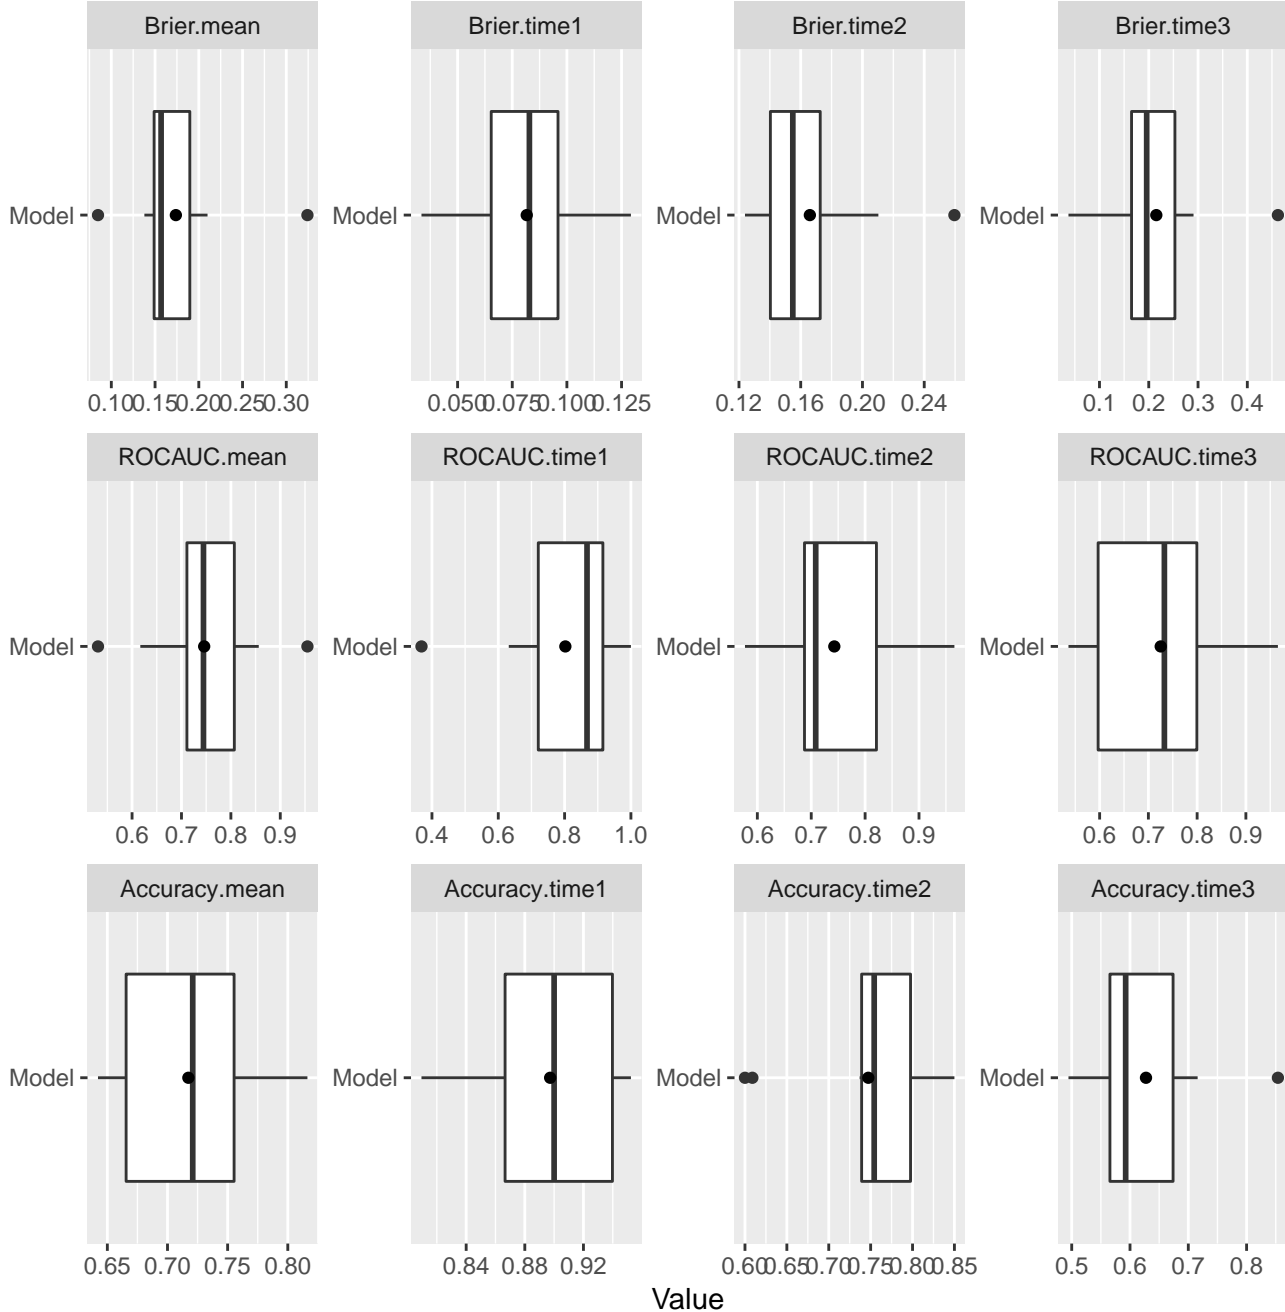 Brier.mean Brier.time1 Brier.time2 Brier.time3
Model Model Model Model
0.10 0.15 0.20 0.25 0.30 0.050 0.075 0.100 0.125 0.12 0.16 0.20 0.24 0.1 0.2 0.3 0.4
ROCAUC.mean ROCAUC.time1 ROCAUC.time2 ROCAUC.time3
Model Model Model Model
0.6 0.7 0.8 0.9 0.4 0.6 0.8 1.0 0.6 0.7 0.8 0.9 0.6 0.7 0.8 0.9
Accuracy.mean Accuracy.time1 Accuracy.time2 Accuracy.time3
Model Model Model Model
0.65 0.70 0.75 0.80 0.84 0.88 0.92 0.60 0.65 0.70 0.75 0.80 0.85 0.5 0.6 0.7 0.8
Value